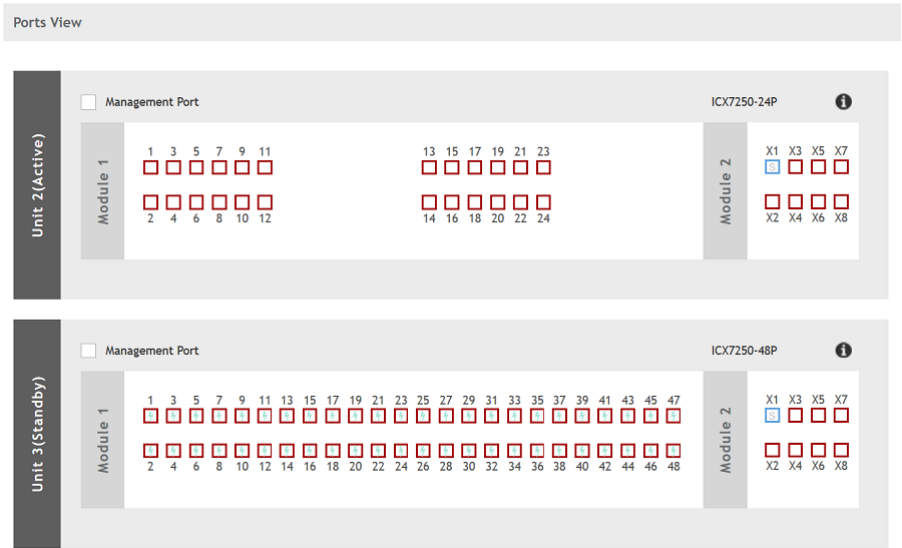 Ports View
Unit 2(Active)
Management Port
ICX7250-24P
i
Module 1
1 3 5 7 9 11 13 15 17 19 21 23
2 4 6 8 10 12 14 16 18 20 22 24
Module 2
X1 X3 X5 X7
S
X2 X4 X6 X8
Unit 3(Standby)
Management Port
ICX7250-48P
i
Module 1
1 3 5 7 9 11 13 15 17 19 21 23 25 27 29 31 33 35 37 39 41 43 45 47
2 4 6 8 10 12 14 16 18 20 22 24 26 28 30 32 34 36 38 40 42 44 46 48
Module 2
X1 X3 X5 X7
S
X2 X4 X6 X8